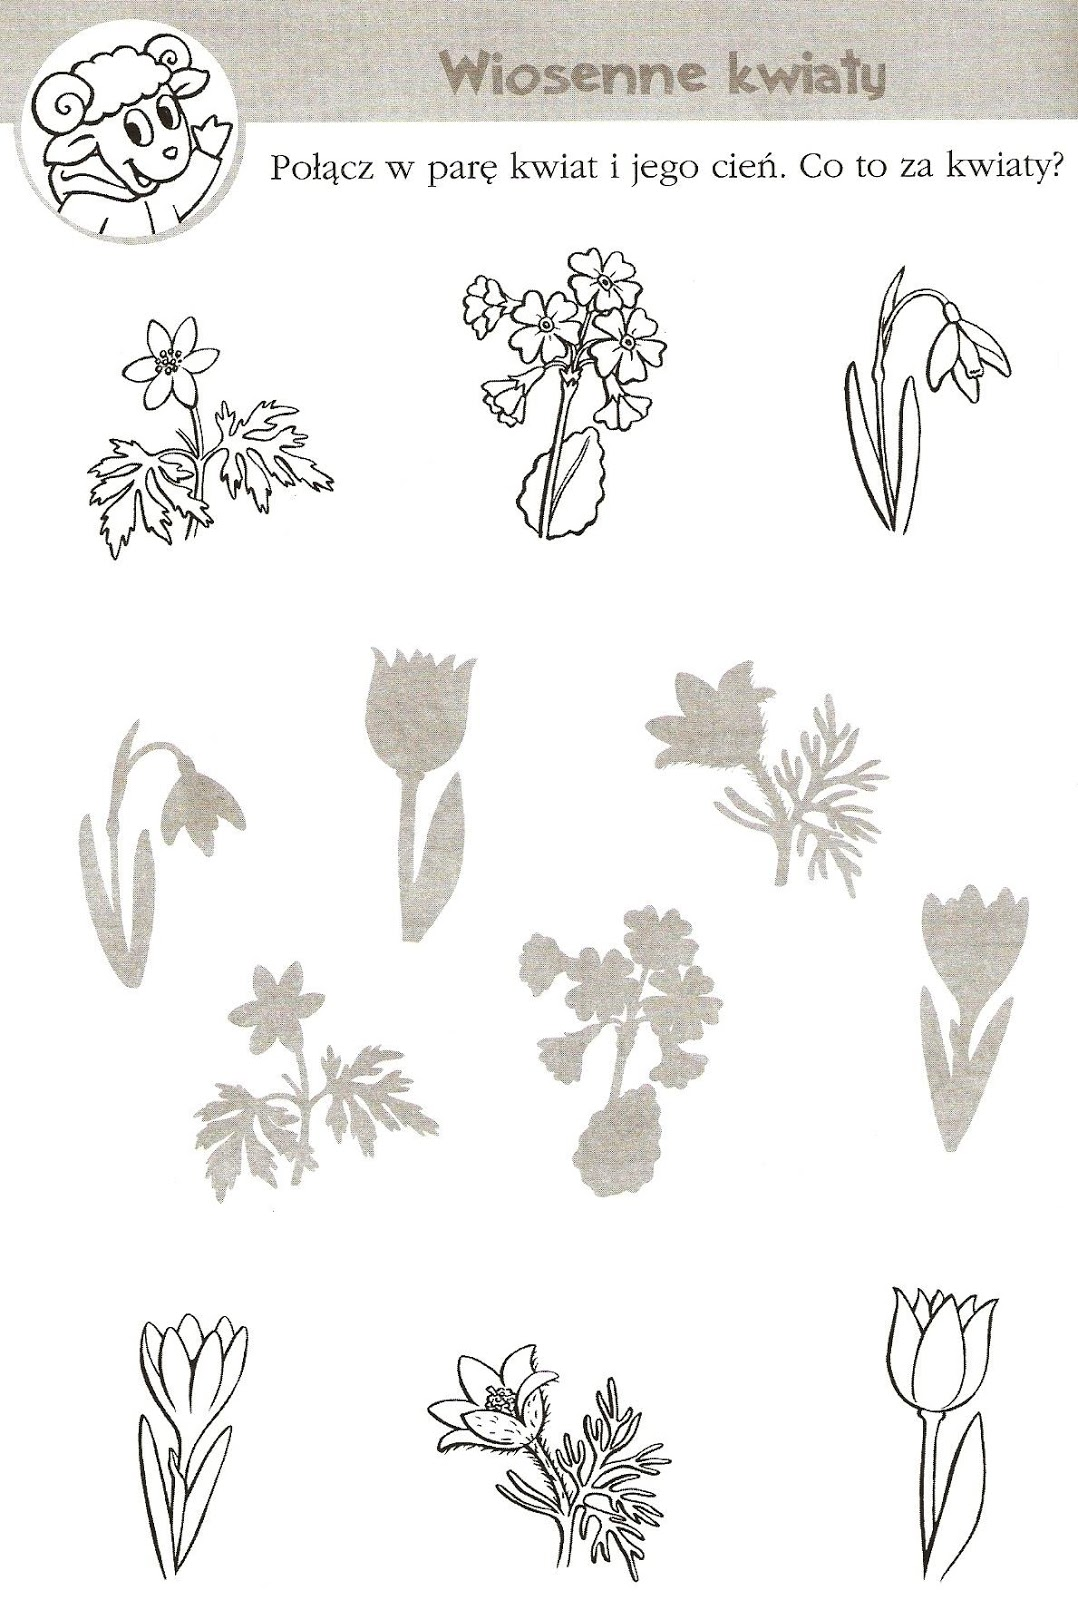 Wiosenne kwiaty
Połącz w parę kwiat i jego cień. Co to za kwiaty?